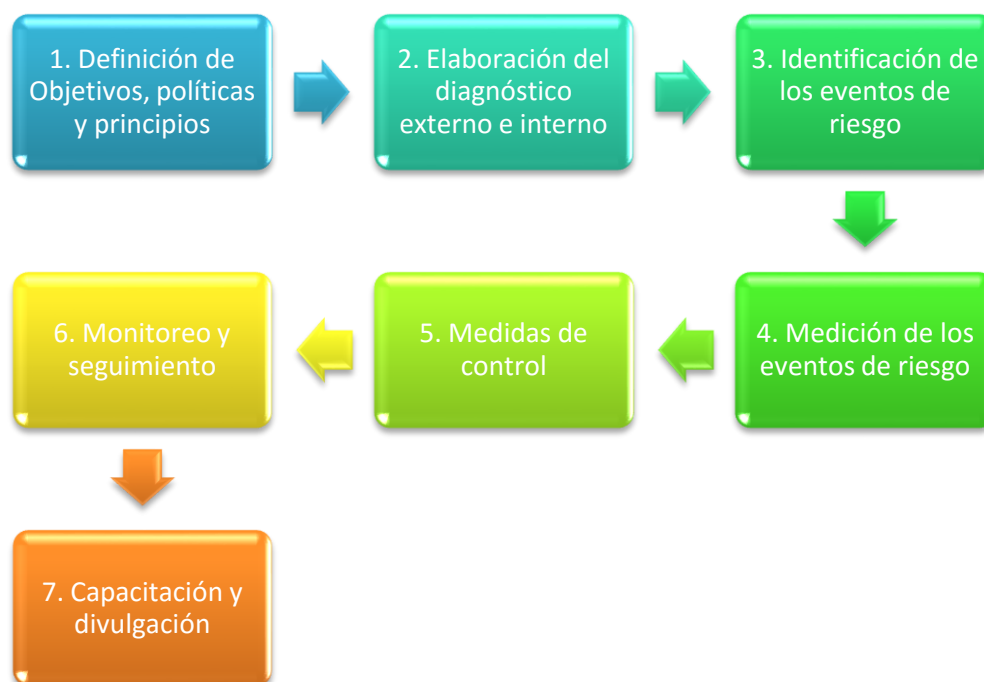 1. Definición de
Objetivos, políticas
y principios
2. Elaboración del
diagnóstico
externo e interno
3. Identificación de
los eventos de
riesgo
4. Medición de los
eventos de riesgo
5. Medidas de
control
6. Monitoreo y
seguimiento
7. Capacitación y
divulgación